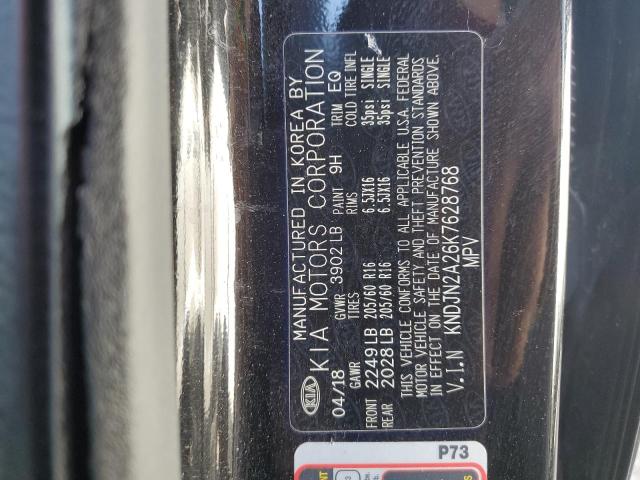 MANUFACTURED IN KOREA BY
KIA KIA MOTORS CORPORATION
04/18 GVWR 3902LB PAINT 9H TRIM EQ
GAWR TIRES RIMS COLD TIRE INFL
FRONT 2249LB 205/60 R16 6.5JX16 35psi SINGLE
REAR 2028LB 205/60 R16 6.5JX16 35psi SINGLE
THIS VEHICLE CONFORMS TO ALL APPLICABLE U.S.A. FEDERAL
MOTOR VEHICLE SAFETY AND THEFT PREVENTION STANDARDS
IN EFFECT ON THE DATE OF MANUFACTURE SHOWN ABOVE.
V.I.N KNDJN2A26K7628768
MPV
P73